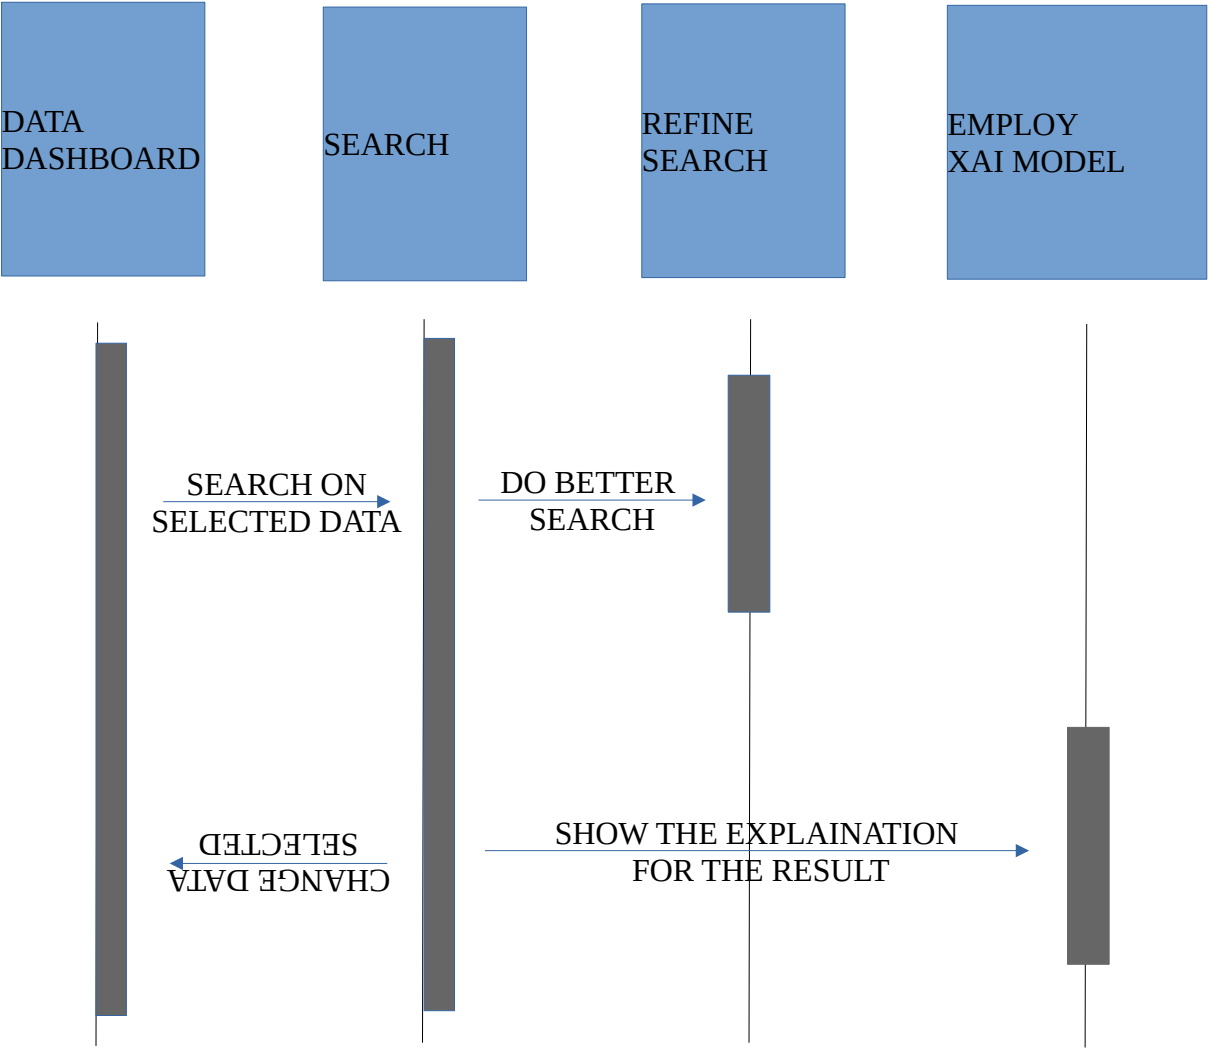 DATA
DASHBOARD
SEARCH
REFINE
SEARCH
EMPLOY
XAI MODEL
SEARCH ON
SELECTED DATA
DO BETTER
SEARCH
CHANGE DATA
SELECTED
SHOW THE EXPLAINATION
FOR THE RESULT